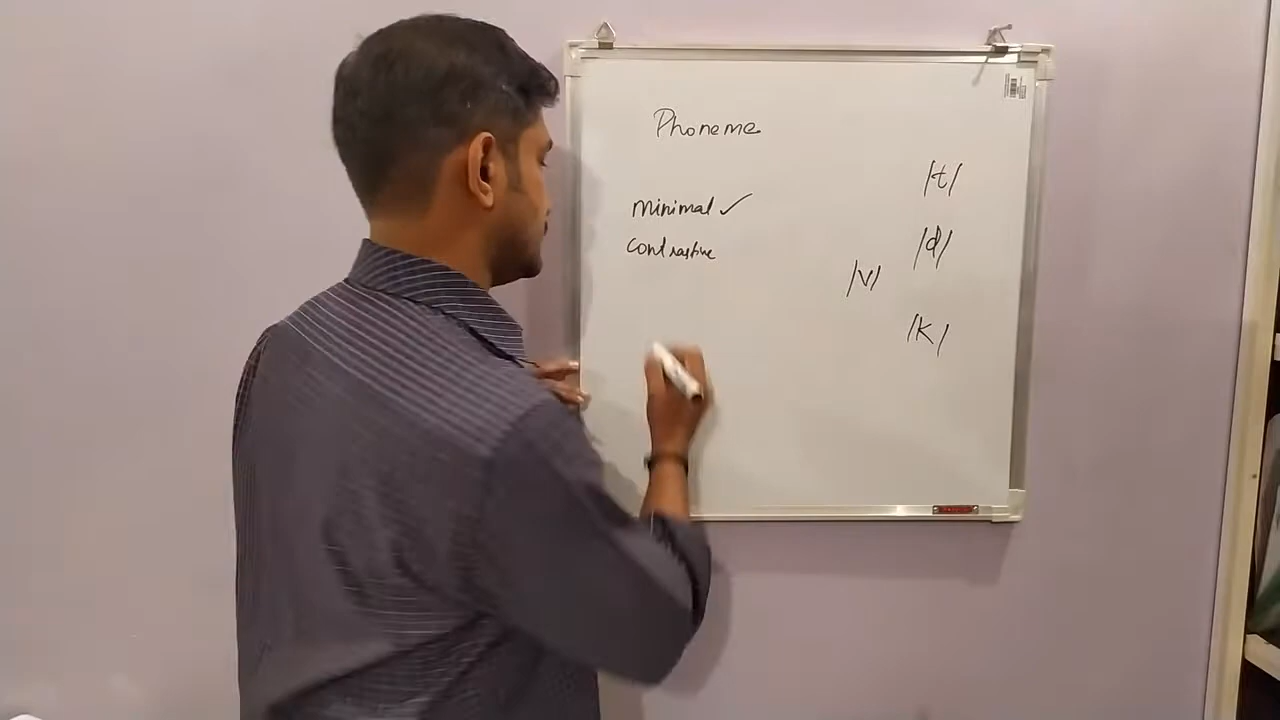 Phoneme
/t/
minimal ✓
contrastive
/d/
/v/
/k/